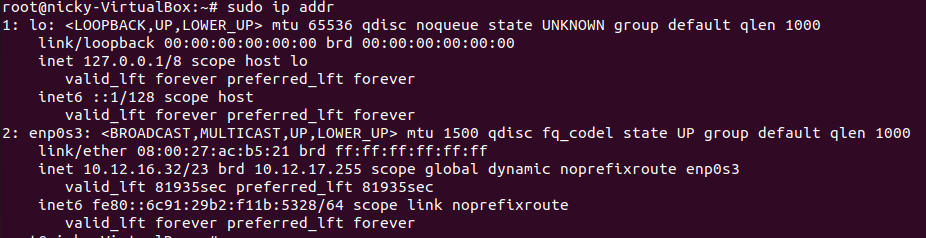 root@nicky-VirtualBox:~# sudo ip addr
1: lo: <LOOPBACK,UP,LOWER_UP> mtu 65536 qdisc noqueue state UNKNOWN group default qlen 1000
    link/loopback 00:00:00:00:00:00 brd 00:00:00:00:00:00
    inet 127.0.0.1/8 scope host lo
       valid_lft forever preferred_lft forever
    inet6 ::1/128 scope host
       valid_lft forever preferred_lft forever
2: enp0s3: <BROADCAST,MULTICAST,UP,LOWER_UP> mtu 1500 qdisc fq_codel state UP group default qlen 1000
    link/ether 08:00:27:ac:b5:21 brd ff:ff:ff:ff:ff:ff
    inet 10.12.16.32/23 brd 10.12.17.255 scope global dynamic noprefixroute enp0s3
       valid_lft 81935sec preferred_lft 81935sec
    inet6 fe80::6c91:29b2:f11b:5328/64 scope link noprefixroute
       valid_lft forever preferred_lft forever